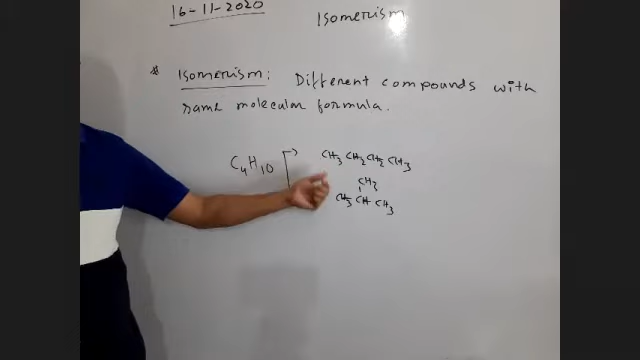 16-11-2020
Isomerism
* Isomerism: Different compounds with
same molecular formula.
C4H10
CH3 CH2 CH2 CH3
CH3
CH3 CH CH3